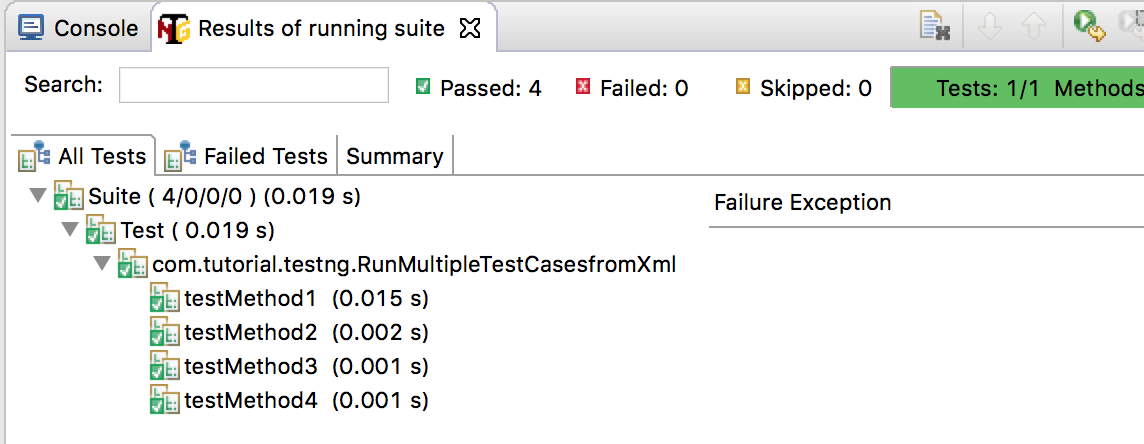 Console
Results of running suite
Search:
Passed: 4
Failed: 0
Skipped: 0
Tests: 1/1 Methods
All Tests
Failed Tests
Summary
Suite ( 4/0/0/0 ) (0.019 s)
Failure Exception
Test ( 0.019 s)
com.tutorial.testng.RunMultipleTestCasesfromXml
testMethod1 (0.015 s)
testMethod2 (0.002 s)
testMethod3 (0.001 s)
testMethod4 (0.001 s)